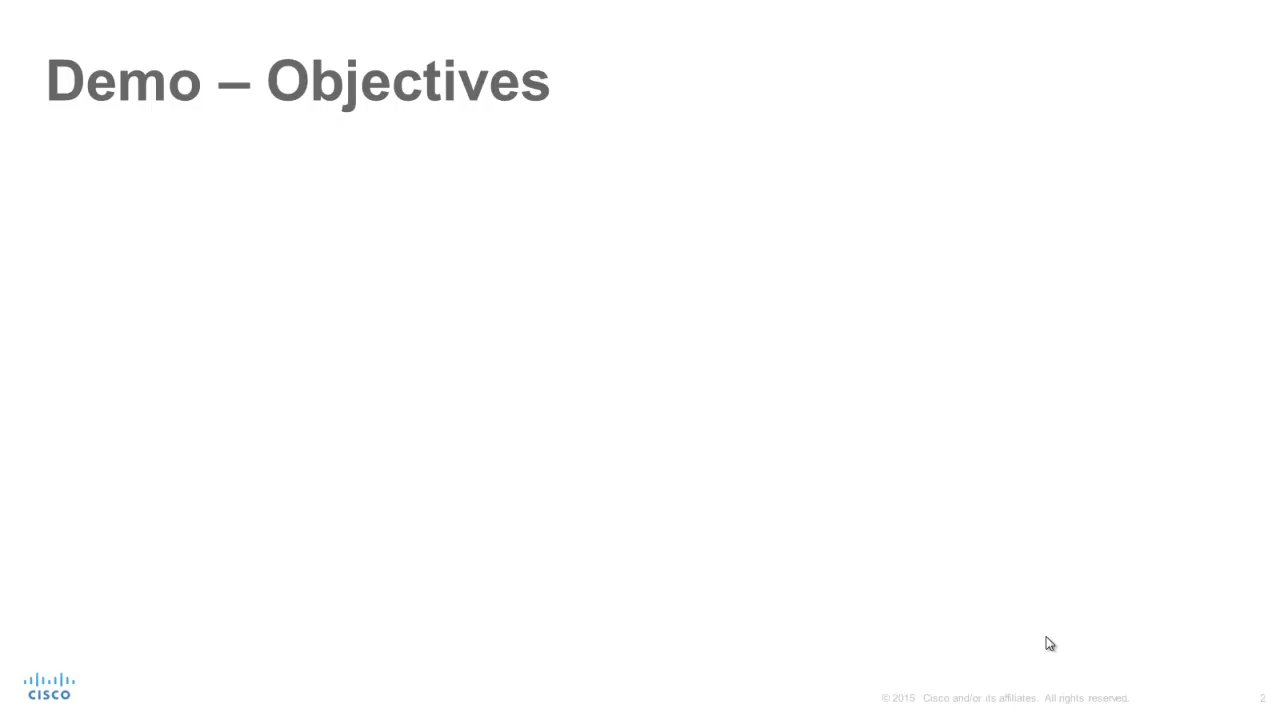 Demo – Objectives
CISCO
© 2015 Cisco and/or its affiliates. All rights reserved.
2